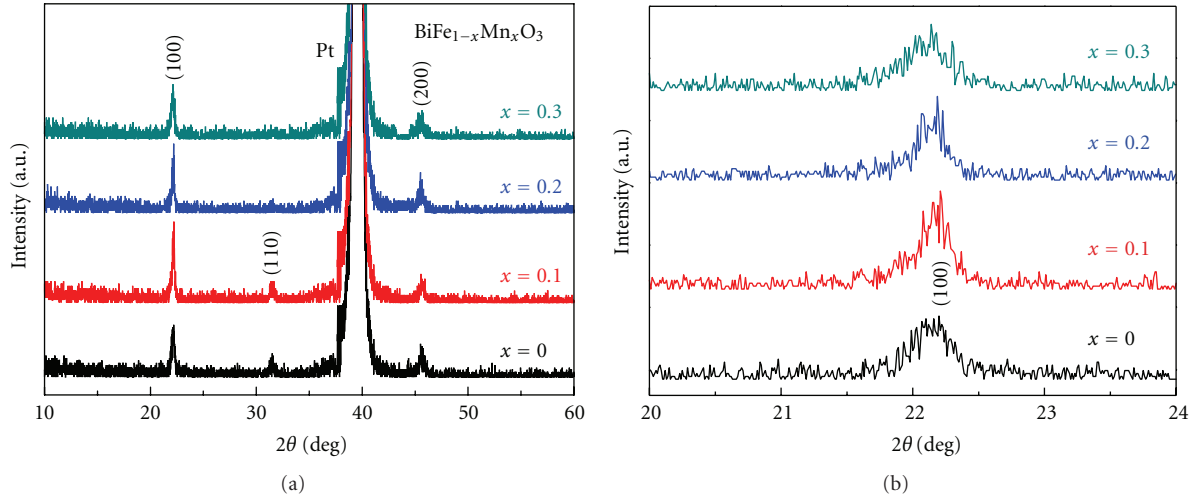 Intensity (a.u.)
BiFe₁₋ₓMnₓO₃
Pt
(100)
(200)
(110)
x = 0.3
x = 0.2
x = 0.1
x = 0
10 20 30 40 50 60
2θ (deg)
(a)
Intensity (a.u.)
x = 0.3
x = 0.2
x = 0.1
(100)
x = 0
20 21 22 23 24
2θ (deg)
(b)